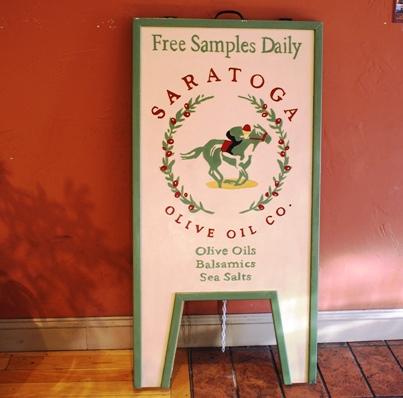 Free Samples Daily
SARATOGA
OLIVE OIL CO.
Olive Oils
Balsamics
Sea Salts